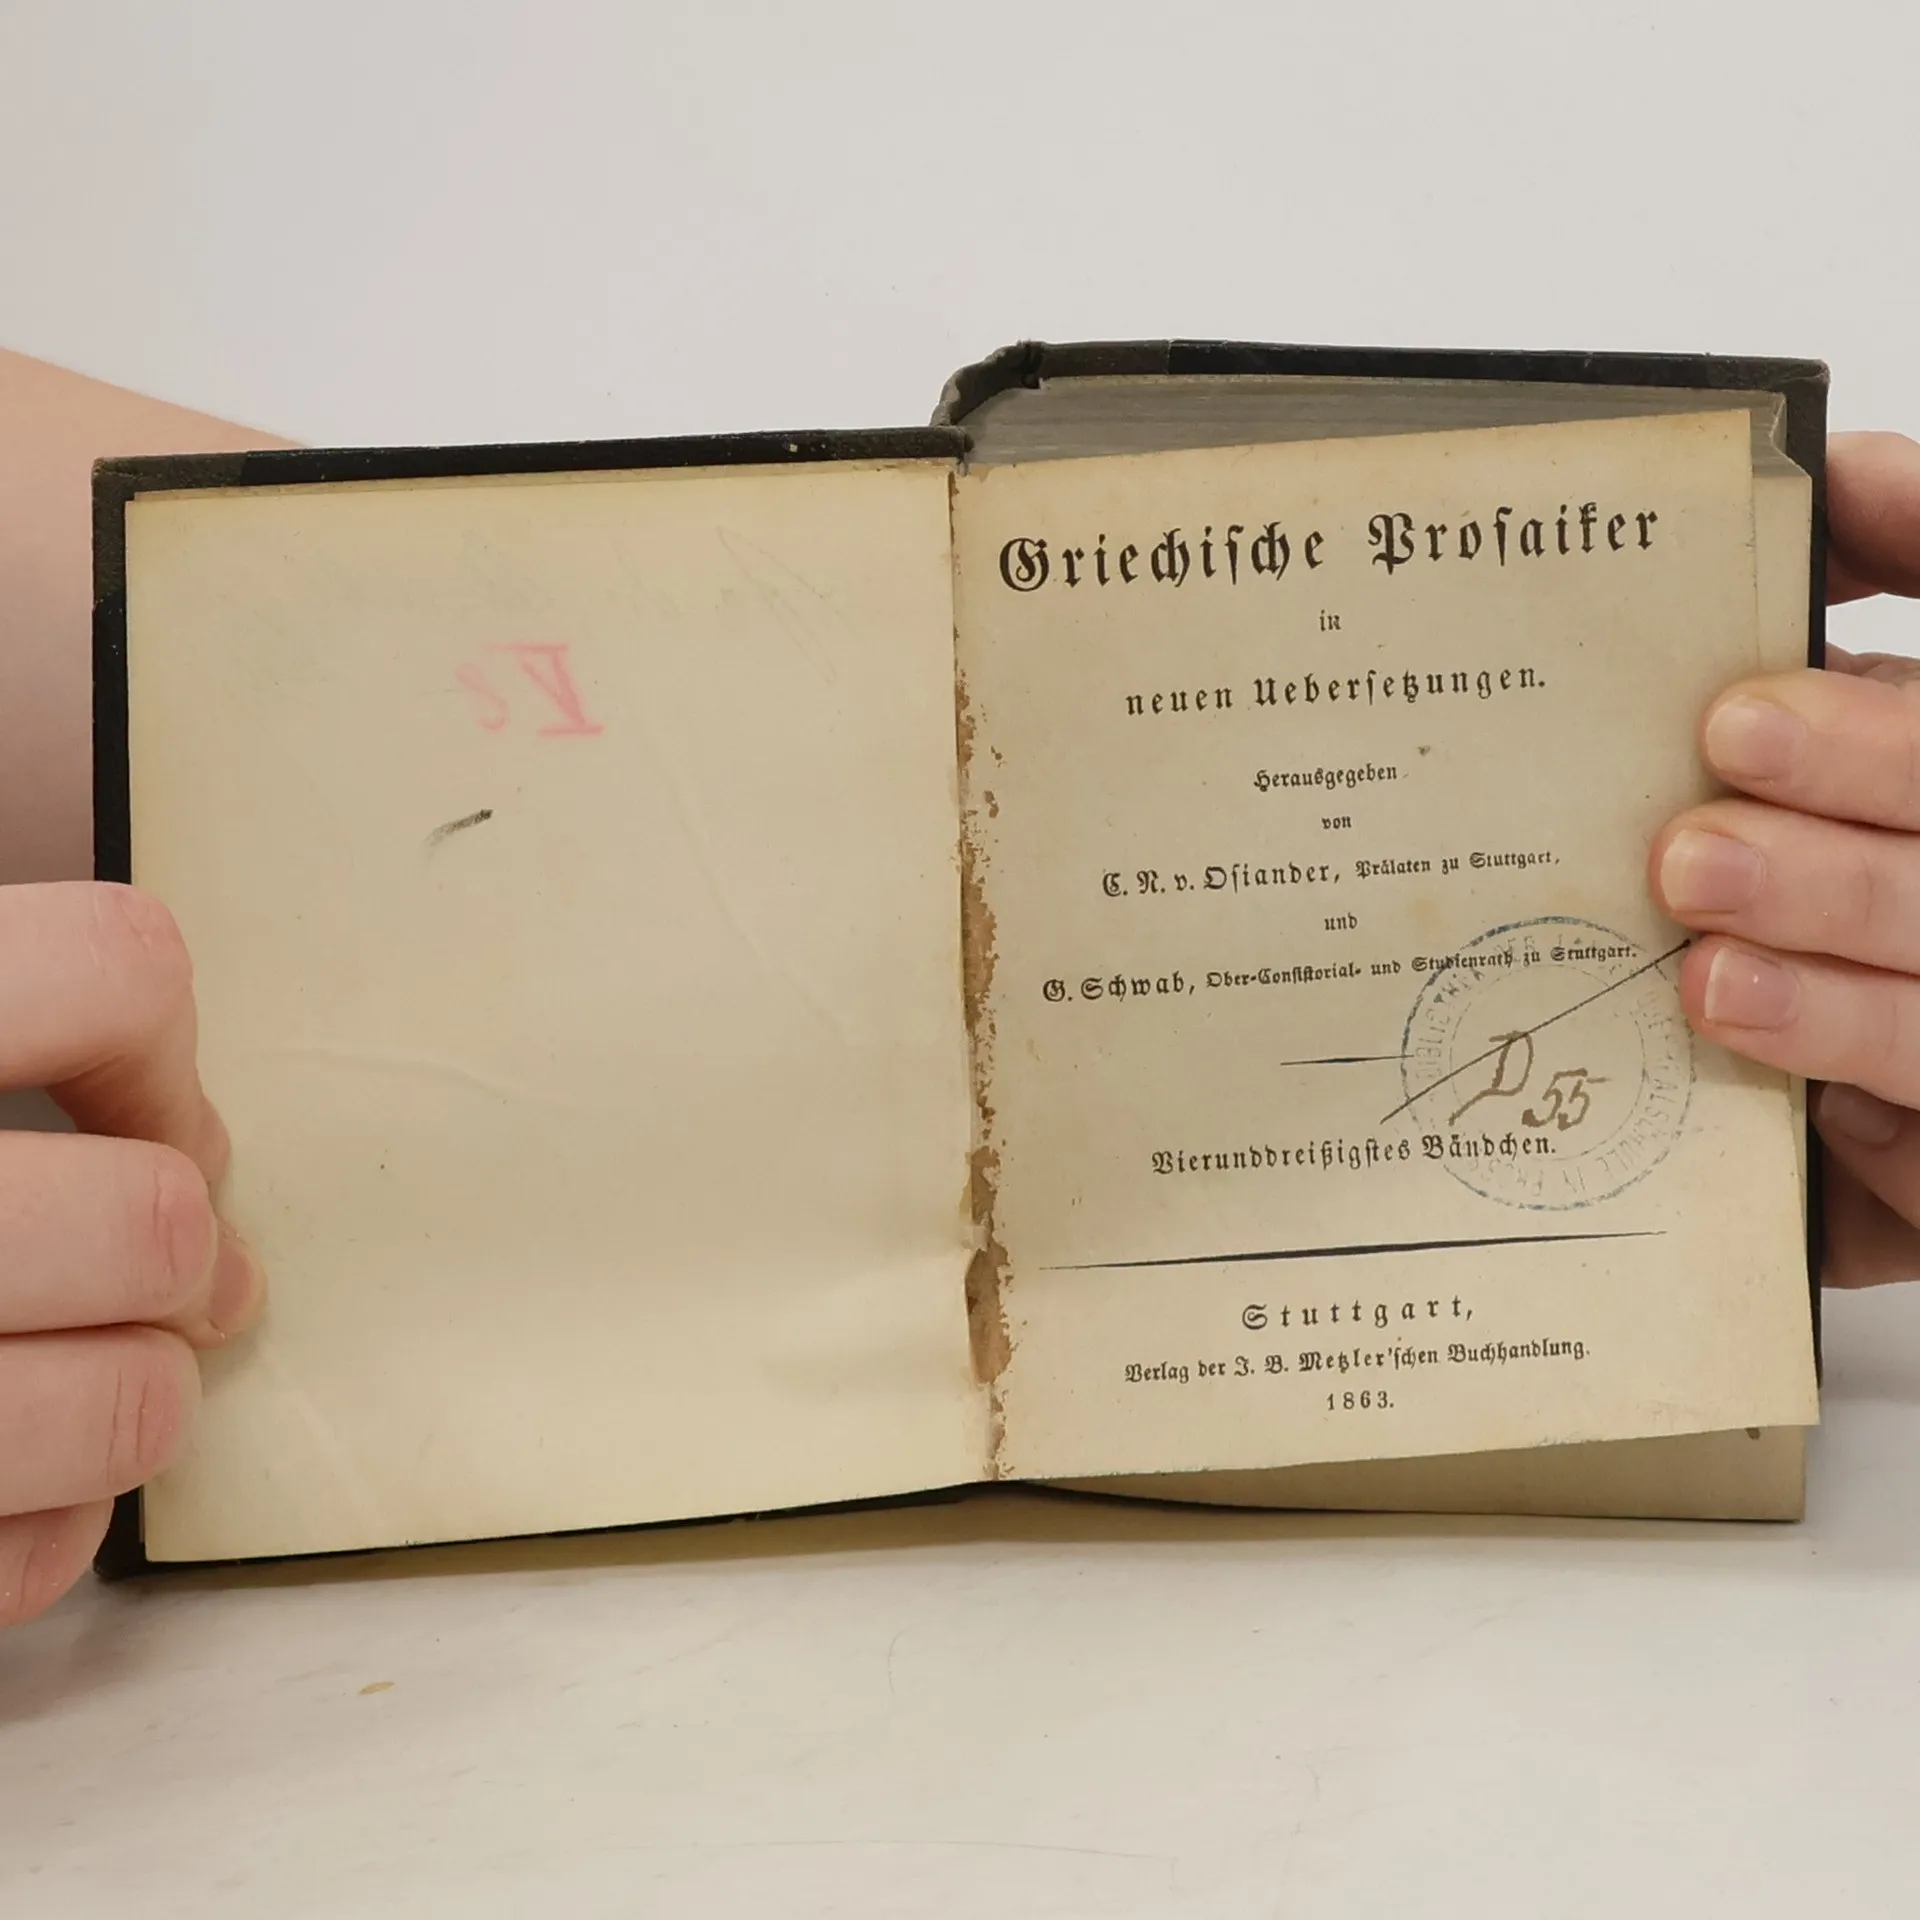 Griechische Prosaiker
in
neuen Uebersetzungen.
Herausgegeben
von
C. N. v. Osiander, Prälaten zu Stuttgart,
und
G. Schwab, Ober-Consistorial- und Studienrath zu Stuttgart.
D 55
Vierunddreißigstes Bändchen.
Stuttgart,
Verlag der J. B. Metzler'schen Buchhandlung.
1863.